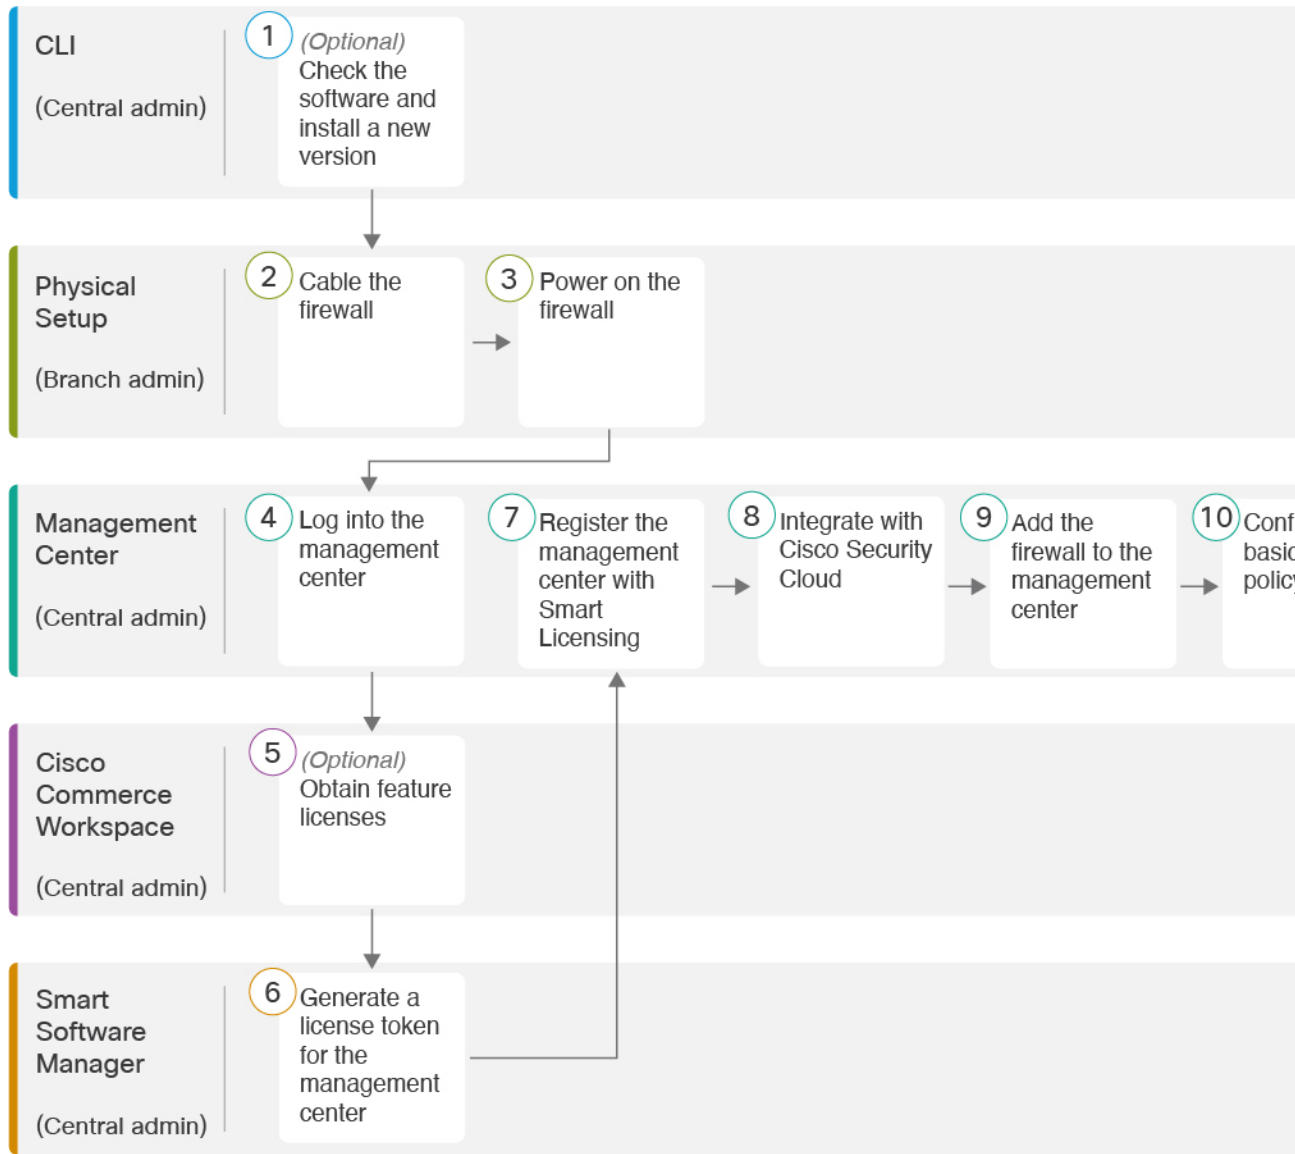 CLI
(Central admin)
1
(Optional)
Check the
software and
install a new
version
Physical
Setup
(Branch admin)
2
Cable the
firewall
3
Power on the
firewall
Management
Center
(Central admin)
4
Log into the
management
center
7
Register the
management
center with
Smart
Licensing
8
Integrate with
Cisco Security
Cloud
9
Add the
firewall to the
management
center
10
Conf
basic
policy
Cisco
Commerce
Workspace
(Central admin)
5
(Optional)
Obtain feature
licenses
Smart
Software
Manager
(Central admin)
6
Generate a
license token
for the
management
center